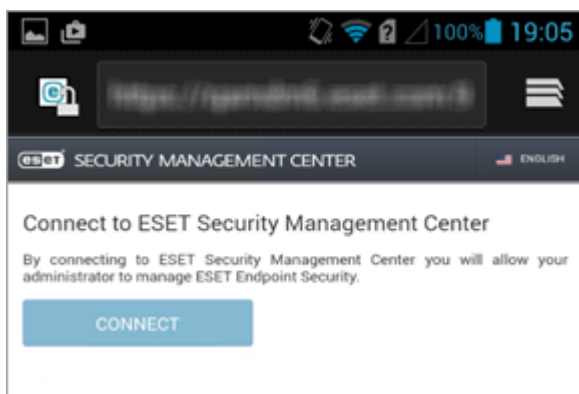 100% 19:05
eset SECURITY MANAGEMENT CENTER ENGLISH
Connect to ESET Security Management Center
By connecting to ESET Security Management Center you will allow your
administrator to manage ESET Endpoint Security.
CONNECT